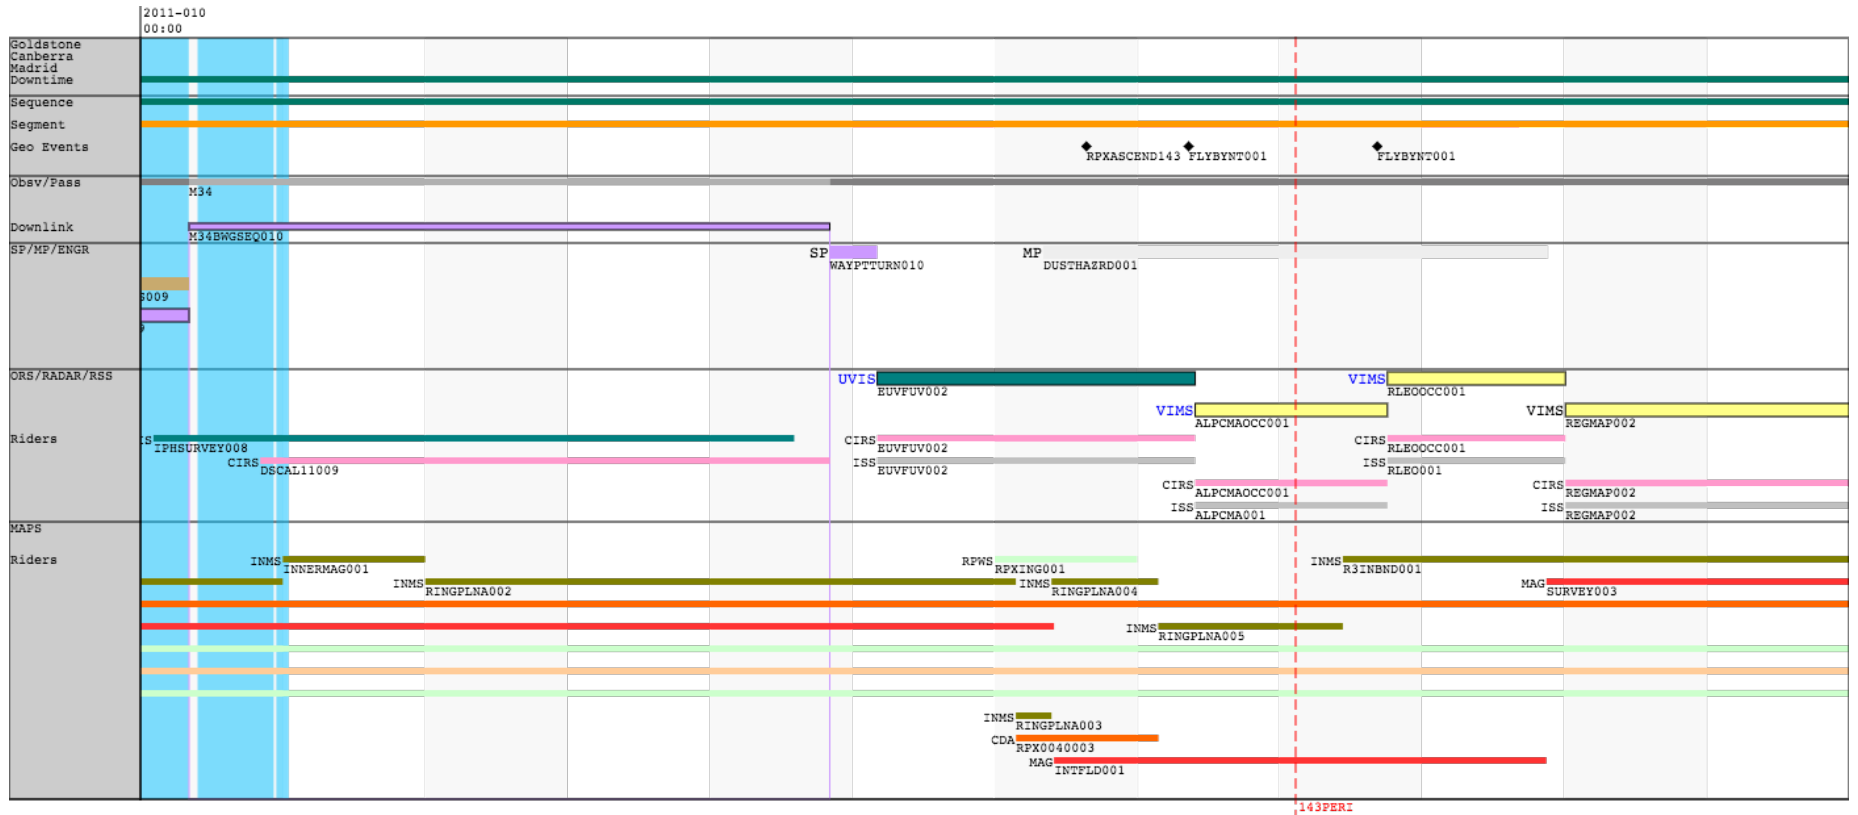 2011-010
00:00
Goldstone
Canberra
Madrid
Downtime
Sequence
Segment
Geo Events
RPXASCEND143 FLYBYNT001 FLYBYNT001
Obsv/Pass
M34
Downlink
M34BWGSEQ010
SP/MP/ENGR SP MP
WAYPTTURN010 DUSTHAZRD001
S009
9
ORS/RADAR/RSS UVIS VIMS
EUVFUV002 RLEOOCC001
VIMS VIMS
ALPCMAOCC001 REGMAP002
Riders IS CIRS CIRS
IPHSURVEY008 EUVFUV002 RLEOOCC001
CIRS ISS ISS
DSCAL11009 EUVFUV002 RLEO001
CIRS CIRS
ALPCMAOCC001 REGMAP002
ISS ISS
ALPCMA001 REGMAP002
MAPS
Riders INMS RPWS INMS
INNERMAG001 RPXING001 R3INBND001
INMS INMS MAG
RINGPLNA002 RINGPLNA004 SURVEY003
INMS
RINGPLNA005
INMS
RINGPLNA003
CDA
RPX0040003
MAG
INTFLD001
143PERI